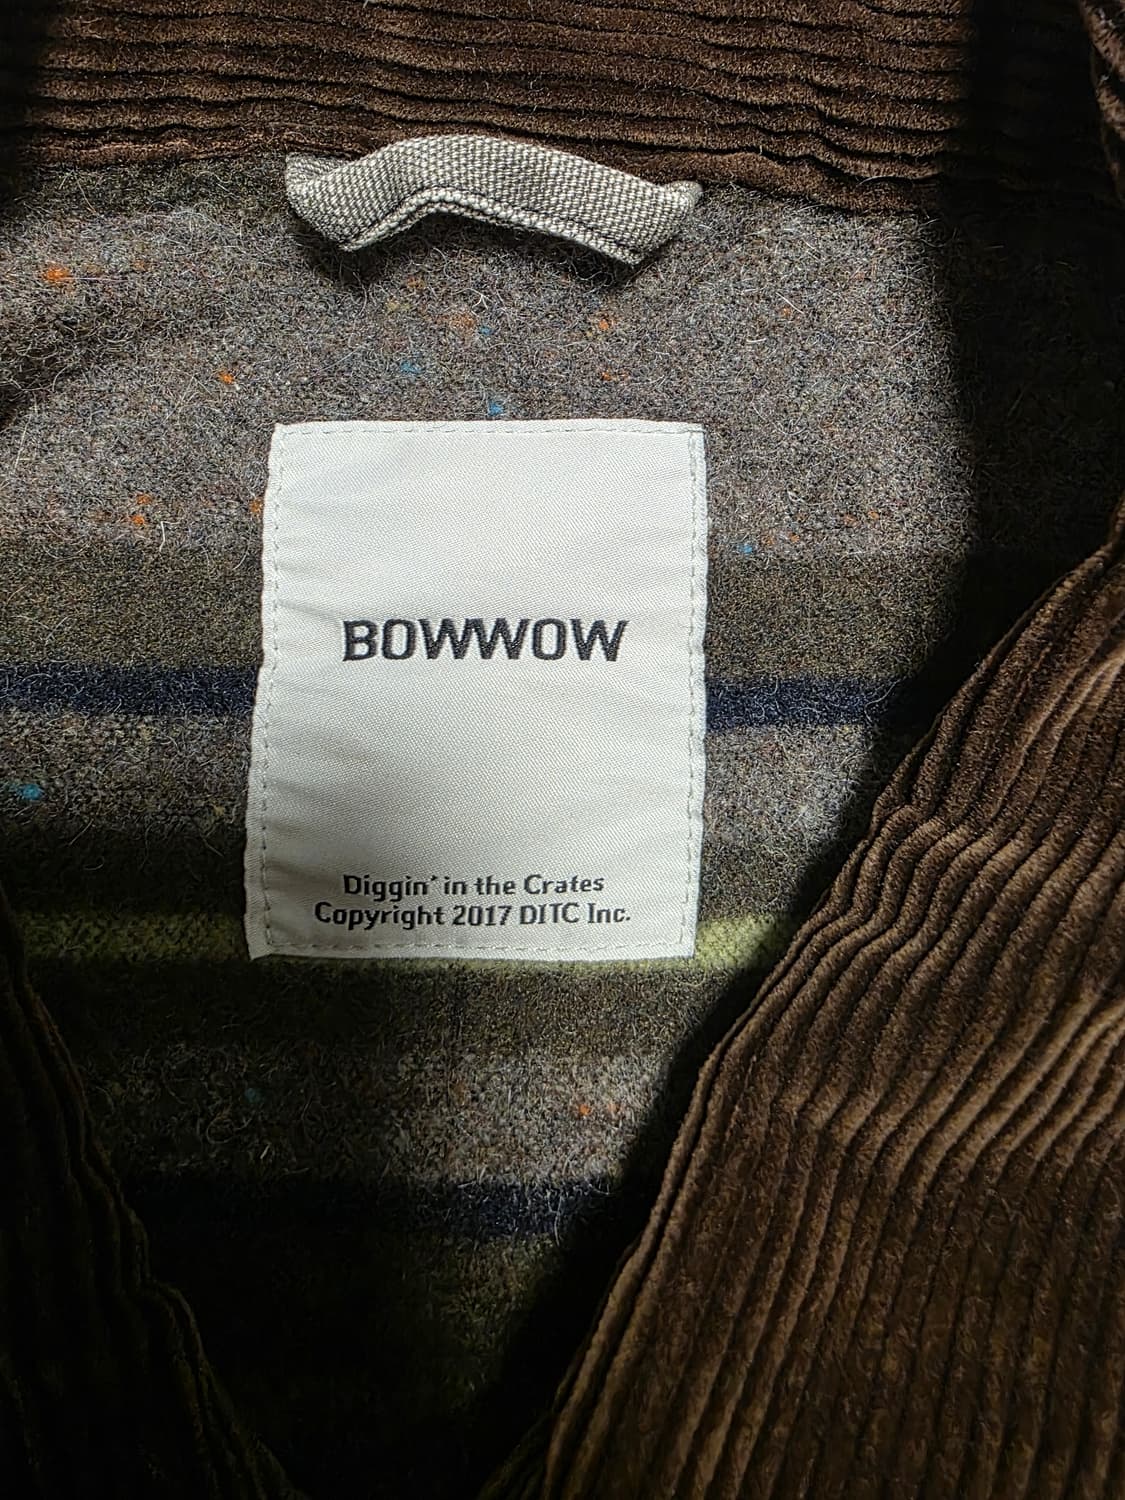 BOWWOW
Diggin' in the Crates
Copyright 2017 DITC Inc.